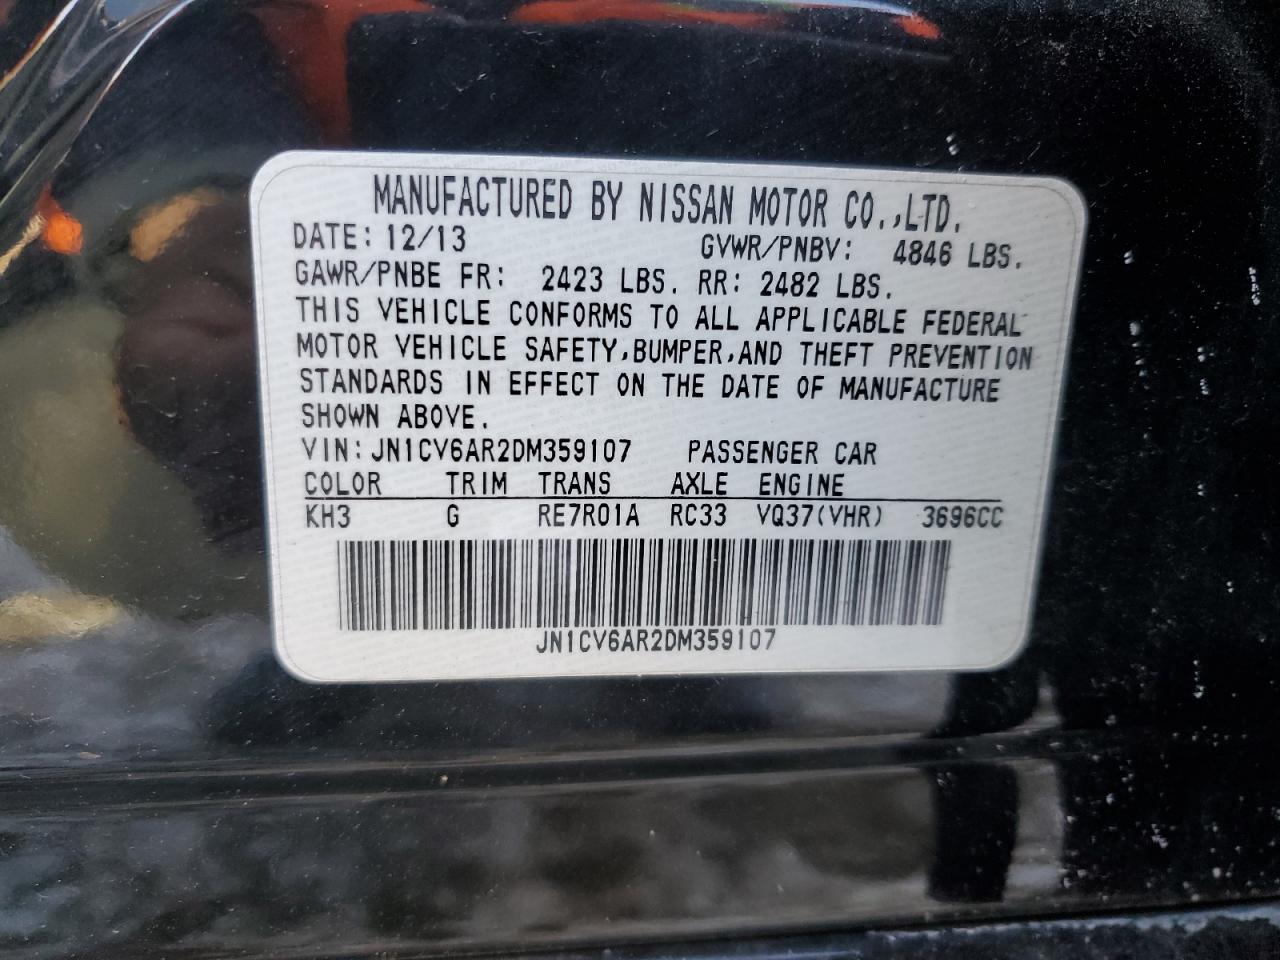 MANUFACTURED BY NISSAN MOTOR CO.,LTD.
DATE: 12/13 GVWR/PNBV: 4846 LBS.
GAWR/PNBE FR: 2423 LBS. RR: 2482 LBS.
THIS VEHICLE CONFORMS TO ALL APPLICABLE FEDERAL
MOTOR VEHICLE SAFETY,BUMPER,AND THEFT PREVENTION
STANDARDS IN EFFECT ON THE DATE OF MANUFACTURE
SHOWN ABOVE.
VIN: JN1CV6AR2DM359107 PASSENGER CAR
COLOR TRIM TRANS AXLE ENGINE
KH3 G RE7R01A RC33 VQ37(VHR) 3696CC
JN1CV6AR2DM359107